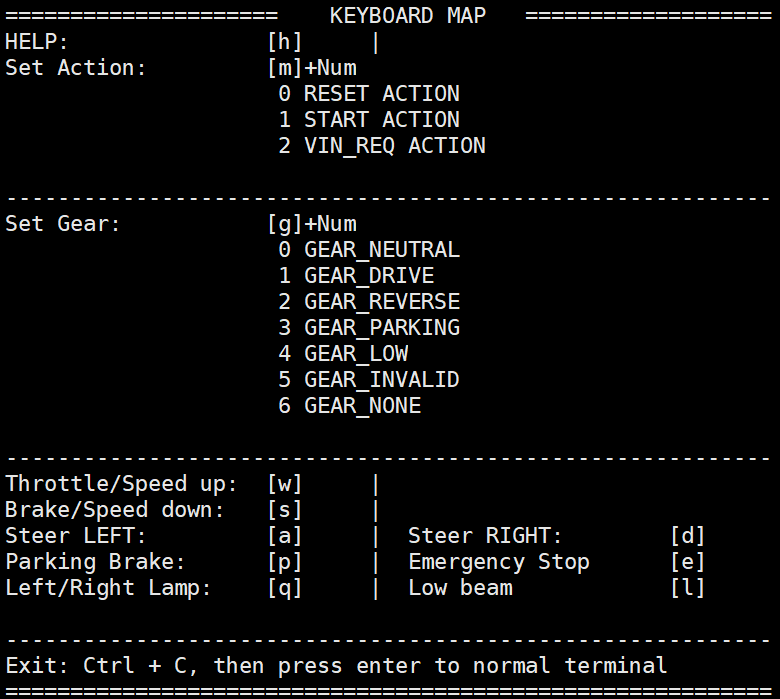 =====================    KEYBOARD MAP   ===================
HELP:               [h]     |
Set Action:         [m]+Num
                     0 RESET ACTION
                     1 START ACTION
                     2 VIN_REQ ACTION
-----------------------------------------------------------
Set Gear:           [g]+Num
                     0 GEAR_NEUTRAL
                     1 GEAR_DRIVE
                     2 GEAR_REVERSE
                     3 GEAR_PARKING
                     4 GEAR_LOW
                     5 GEAR_INVALID
                     6 GEAR_NONE
-----------------------------------------------------------
Throttle/Speed up:  [w]     |
Brake/Speed down:   [s]     |
Steer LEFT:         [a]     |  Steer RIGHT:        [d]
Parking Brake:      [p]     |  Emergency Stop      [e]
Left/Right Lamp:    [q]     |  Low beam            [l]
-----------------------------------------------------------
Exit: Ctrl + C, then press enter to normal terminal
===========================================================